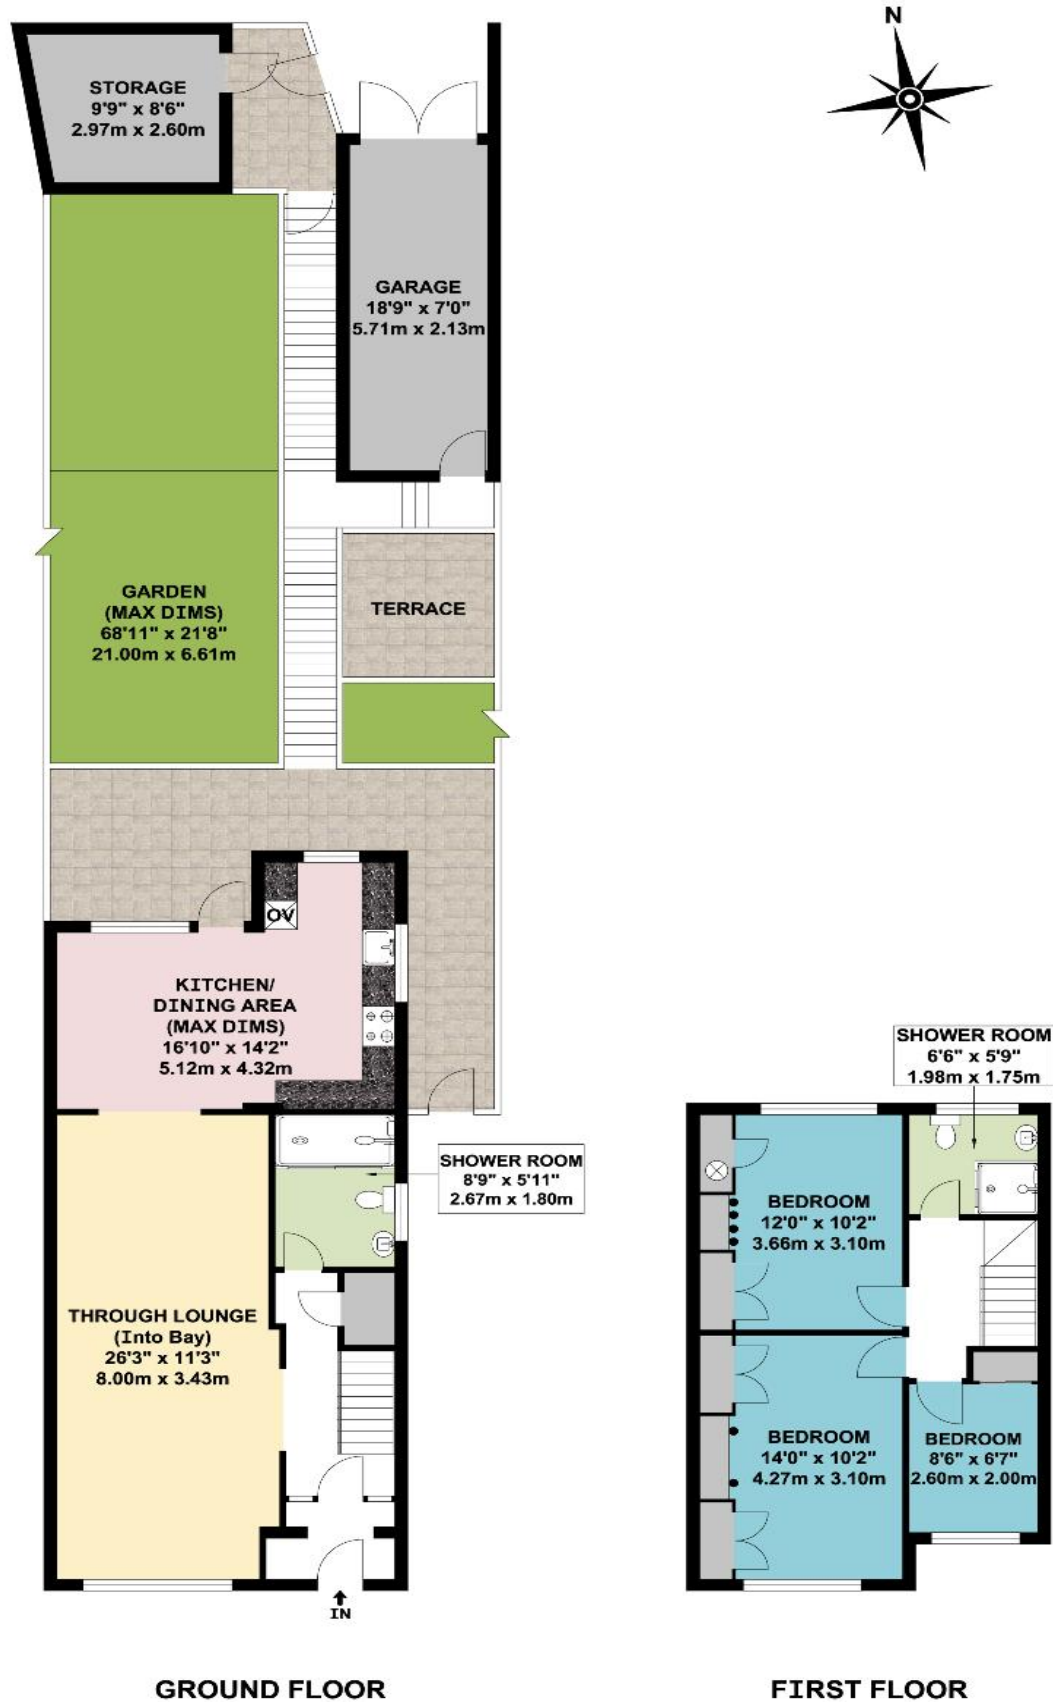 N
STORAGE
9'9" x 8'6"
2.97m x 2.60m
GARAGE
18'9" x 7'0"
5.71m x 2.13m
GARDEN
(MAX DIMS)
68'11" x 21'8"
21.00m x 6.61m
TERRACE
OV
KITCHEN/
DINING AREA
(MAX DIMS)
16'10" x 14'2"
5.12m x 4.32m
SHOWER ROOM
8'9" x 5'11"
2.67m x 1.80m
THROUGH LOUNGE
(Into Bay)
26'3" x 11'3"
8.00m x 3.43m
IN
GROUND FLOOR
SHOWER ROOM
6'6" x 5'9"
1.98m x 1.75m
BEDROOM
12'0" x 10'2"
3.66m x 3.10m
BEDROOM
14'0" x 10'2"
4.27m x 3.10m
BEDROOM
8'6" x 6'7"
2.60m x 2.00m
FIRST FLOOR